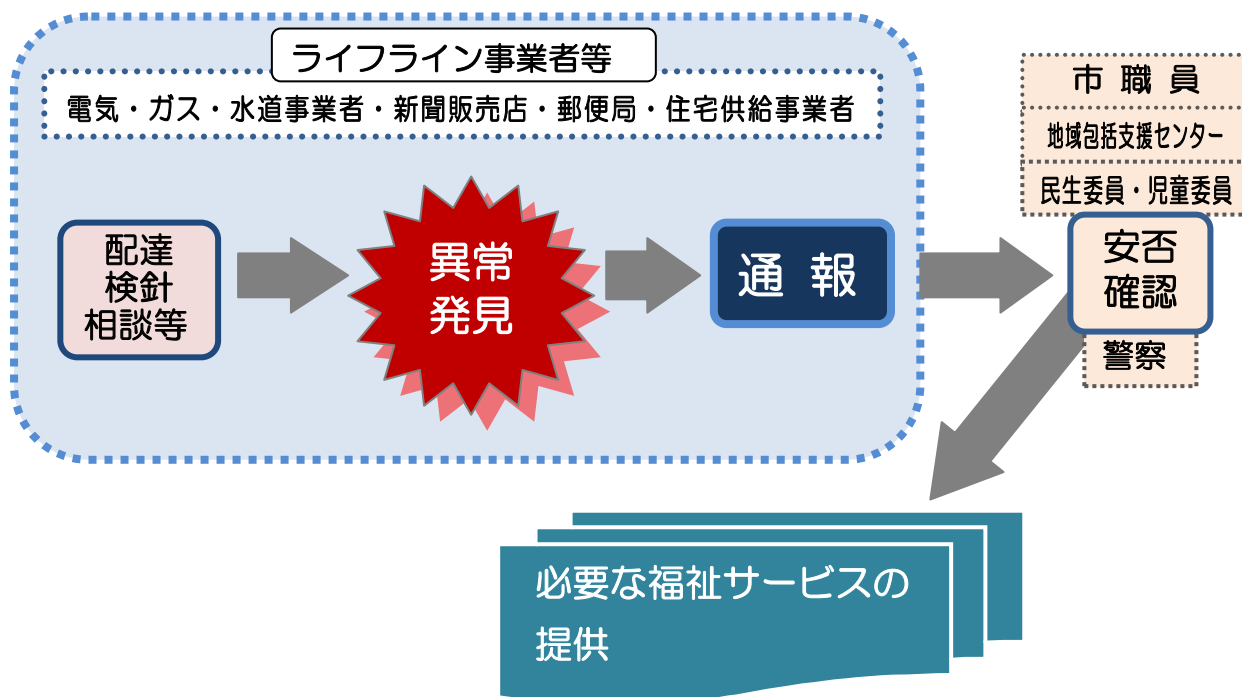 ライフライン事業者等
電気・ガス・水道事業者・新聞販売店・郵便局・住宅供給事業者
配達
検針
相談等
異常
発見
通 報
市 職 員
地域包括支援センター
民生委員・児童委員
安否
確認
警察
必要な福祉サービスの
提供